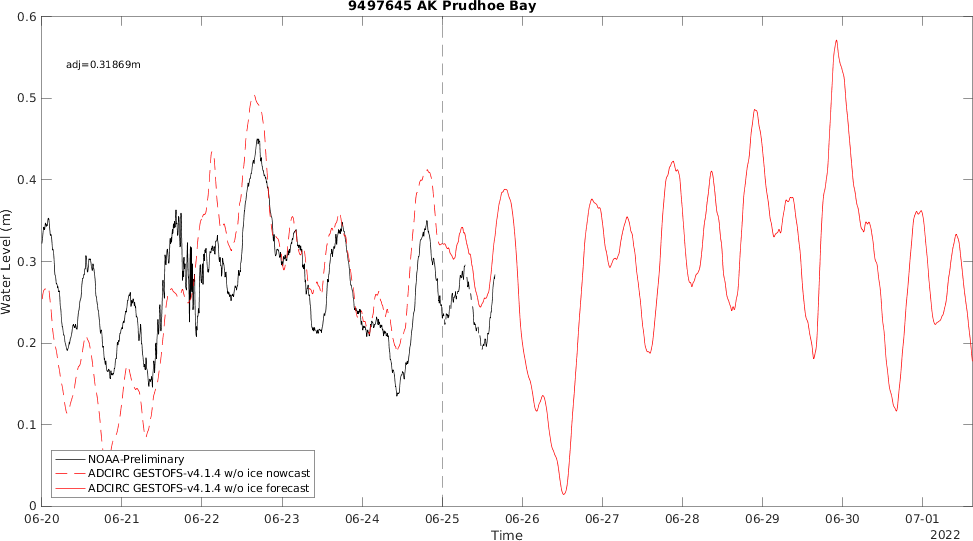 9497645 AK Prudhoe Bay
adj=0.31869m
Water Level (m)
0.6
0.5
0.4
0.3
0.2
0.1
0
NOAA-Preliminary
ADCIRC GESTOFS-v4.1.4 w/o ice nowcast
ADCIRC GESTOFS-v4.1.4 w/o ice forecast
06-20 06-21 06-22 06-23 06-24 06-25 06-26 06-27 06-28 06-29 06-30 07-01
Time
2022